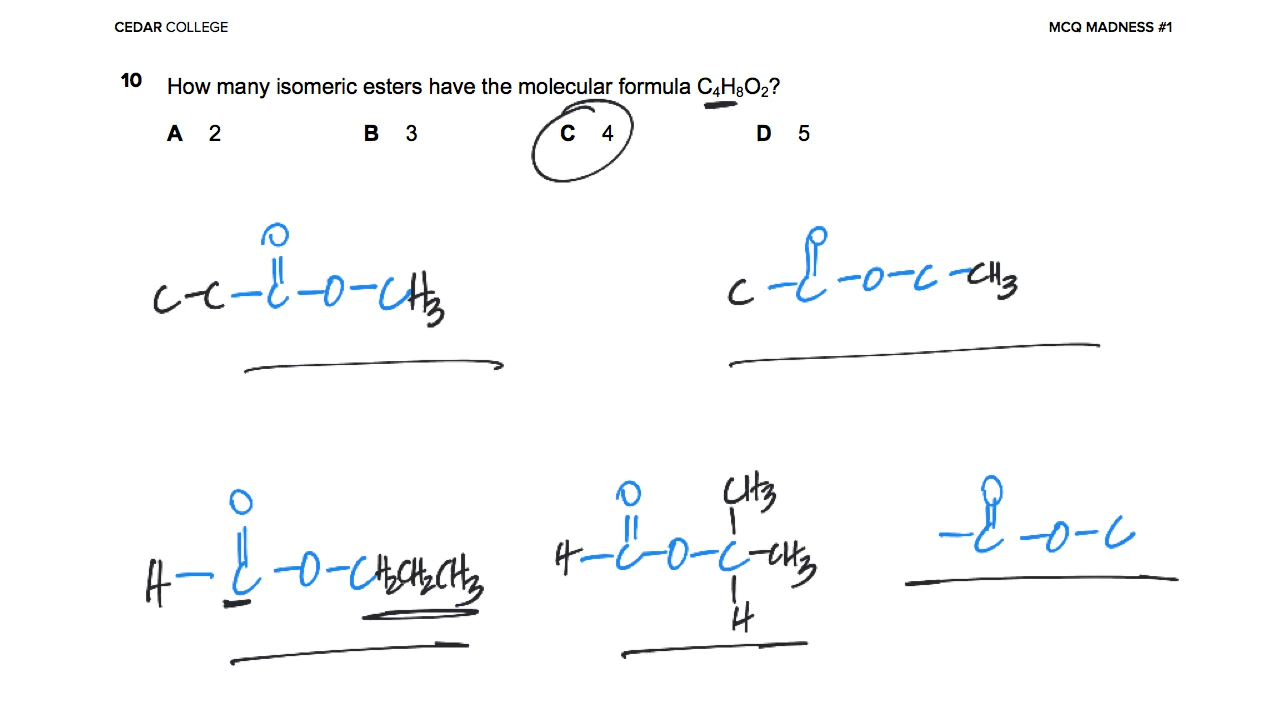 CEDAR COLLEGE MCQ MADNESS #1
10 How many isomeric esters have the molecular formula C₄H₈O₂?
A 2 B 3 C 4 D 5
O O
C-C-C-O-CH₃ C-C-O-C-CH₃
O O CH₃ O
H-C-O-CH₂CH₂CH₃ H-C-O-C-CH₃ -C-O-C
H